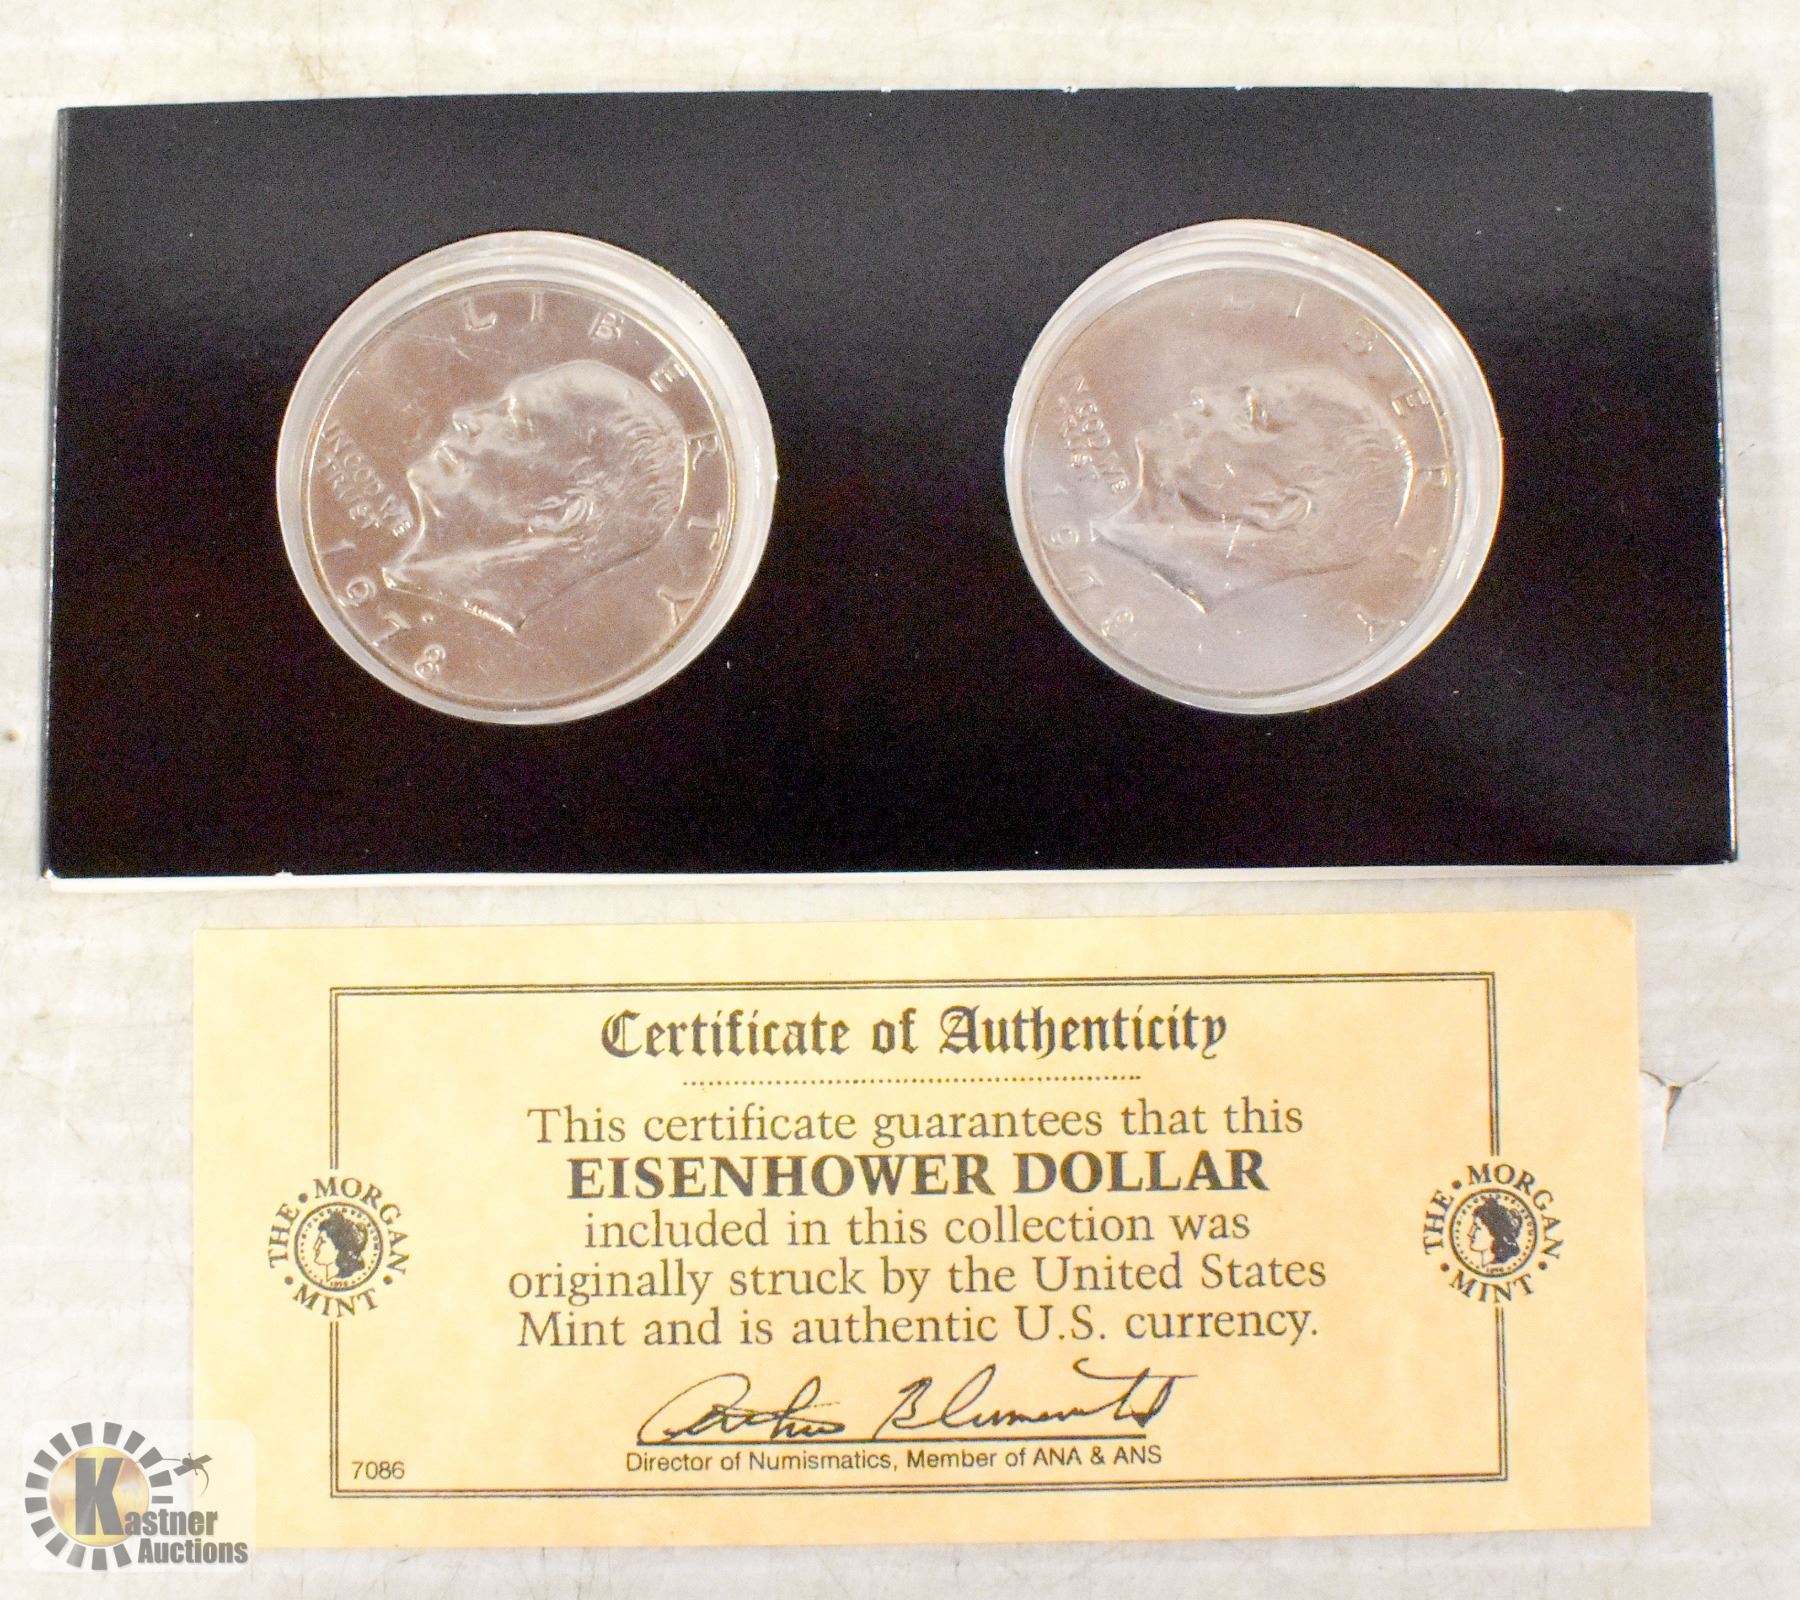 LIBERTY
IN GOD WE
TRUST
1978
LIBERTY
IN GOD WE
TRUST
1978
Certificate of Authenticity
This certificate guarantees that this
EISENHOWER DOLLAR
included in this collection was
originally struck by the United States
Mint and is authentic U.S. currency.
THE • MORGAN • MINT •
THE • MORGAN • MINT •
Director of Numismatics, Member of ANA & ANS
7086
Kastner
Auctions